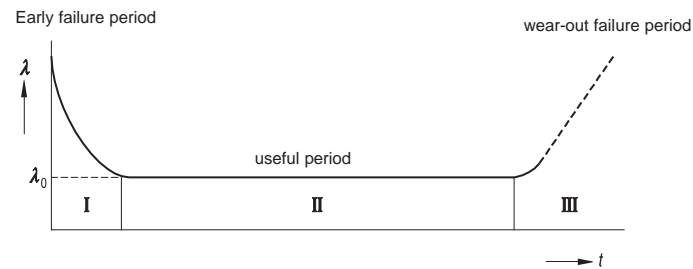 Early failure period
wear-out failure period
λ
useful period
λ0
I
II
III
t